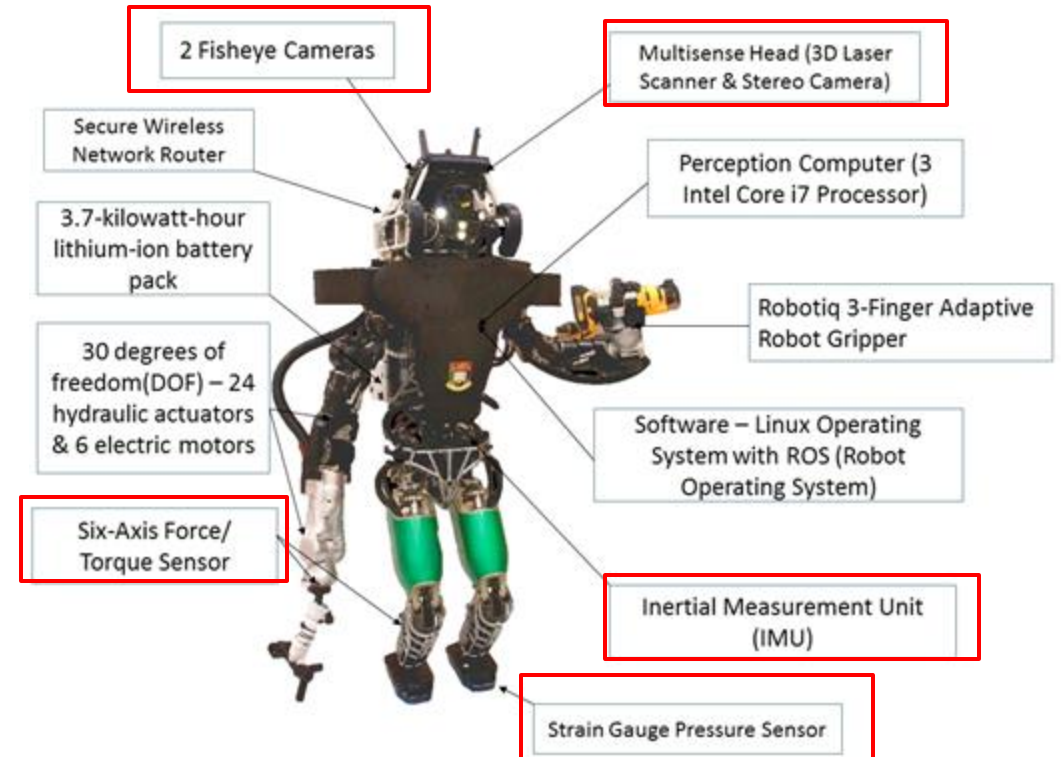 2 Fisheye Cameras
Multisense Head (3D Laser
Scanner & Stereo Camera)
Secure Wireless
Network Router
Perception Computer (3
Intel Core i7 Processor)
3.7-kilowatt-hour
lithium-ion battery
pack
Robotiq 3-Finger Adaptive
Robot Gripper
30 degrees of
freedom(DOF) – 24
hydraulic actuators
& 6 electric motors
Software – Linux Operating
System with ROS (Robot
Operating System)
Six-Axis Force/
Torque Sensor
Inertial Measurement Unit
(IMU)
Strain Gauge Pressure Sensor